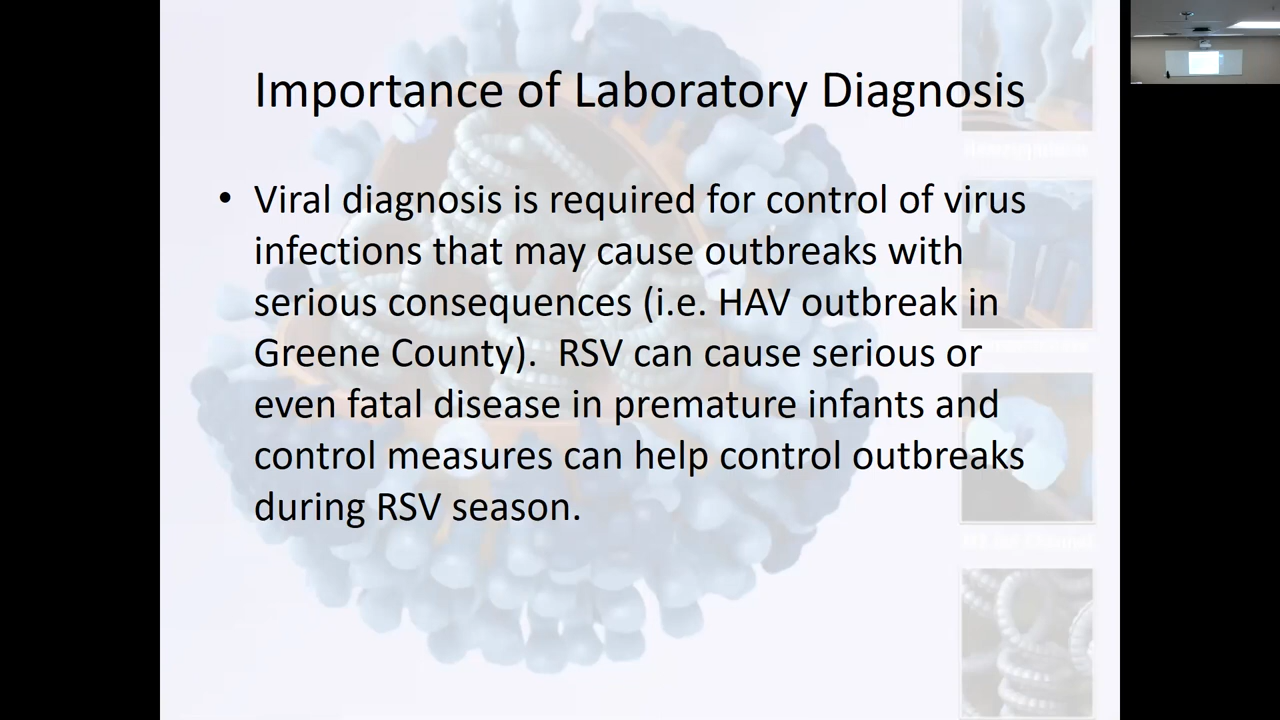 Importance of Laboratory Diagnosis
• Viral diagnosis is required for control of virus
infections that may cause outbreaks with
serious consequences (i.e. HAV outbreak in
Greene County).  RSV can cause serious or
even fatal disease in premature infants and
control measures can help control outbreaks
during RSV season.